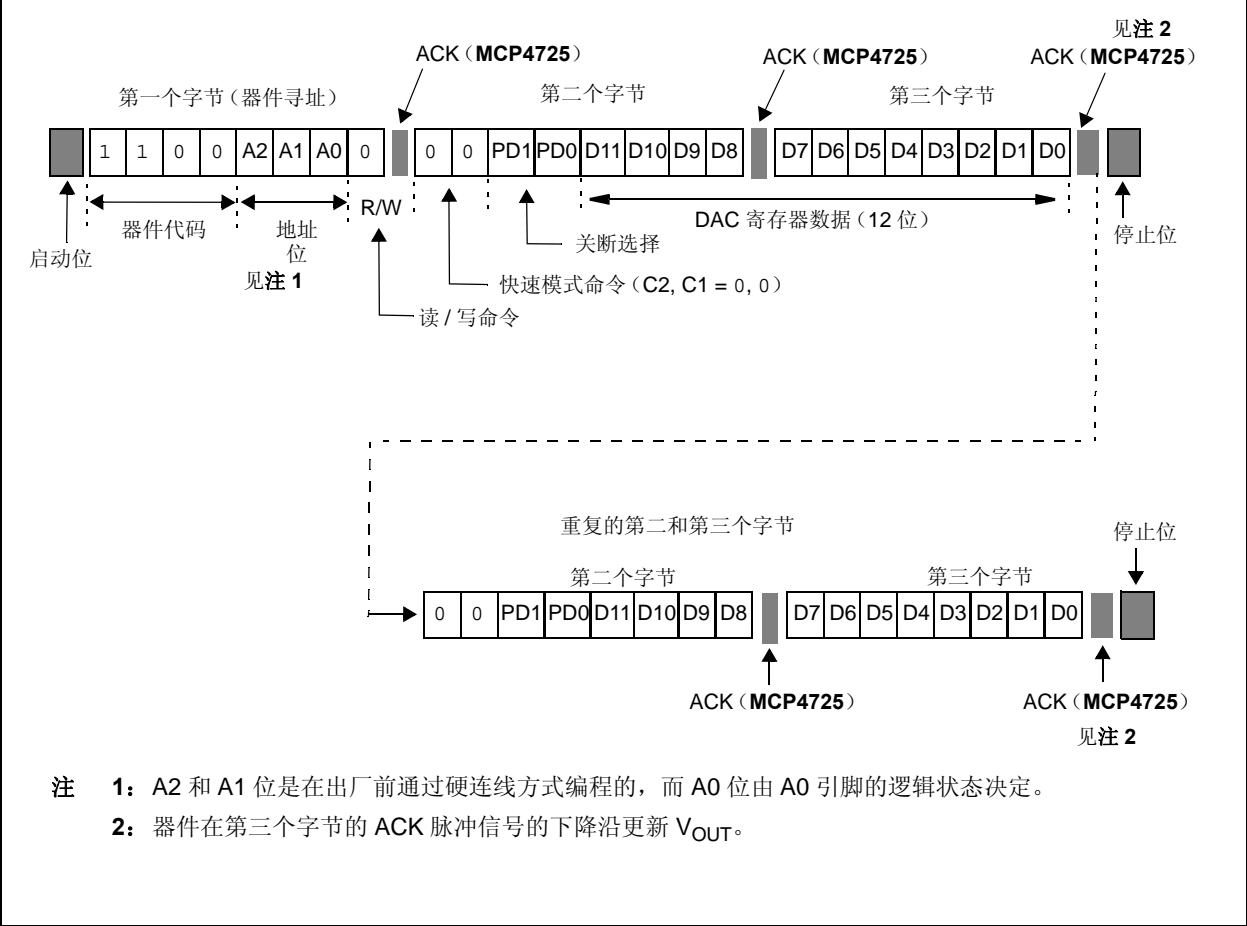 见注 2
ACK（MCP4725） ACK（MCP4725） ACK（MCP4725）
第一个字节（器件寻址） 第二个字节 第三个字节
1 1 0 0 A2 A1 A0 0 0 0 PD1 PD0 D11 D10 D9 D8 D7 D6 D5 D4 D3 D2 D1 D0
器件代码 地址位 R/W DAC 寄存器数据（12 位）
启动位 见注 1 关断选择 停止位
快速模式命令（C2, C1 = 0, 0）
读 / 写命令
重复的第二和第三个字节 停止位
第二个字节 第三个字节
0 0 PD1 PD0 D11 D10 D9 D8 D7 D6 D5 D4 D3 D2 D1 D0
ACK（MCP4725） ACK（MCP4725）
见注 2
注 1：A2 和 A1 位是在出厂前通过硬连线方式编程的，而 A0 位由 A0 引脚的逻辑状态决定。
2：器件在第三个字节的 ACK 脉冲信号的下降沿更新 VOUT。